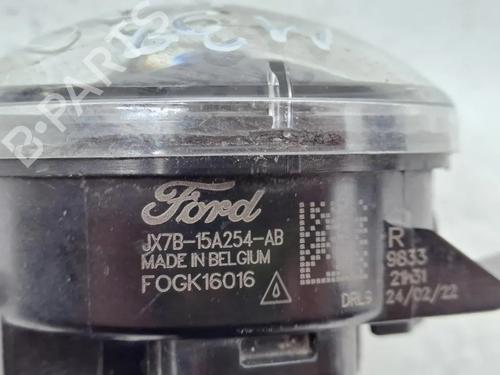 B-PARTS
Ford
JX7B-15A254-AB
MADE IN BELGIUM
FOGK16016
DRLS
R
9833
21h31
24/02/22